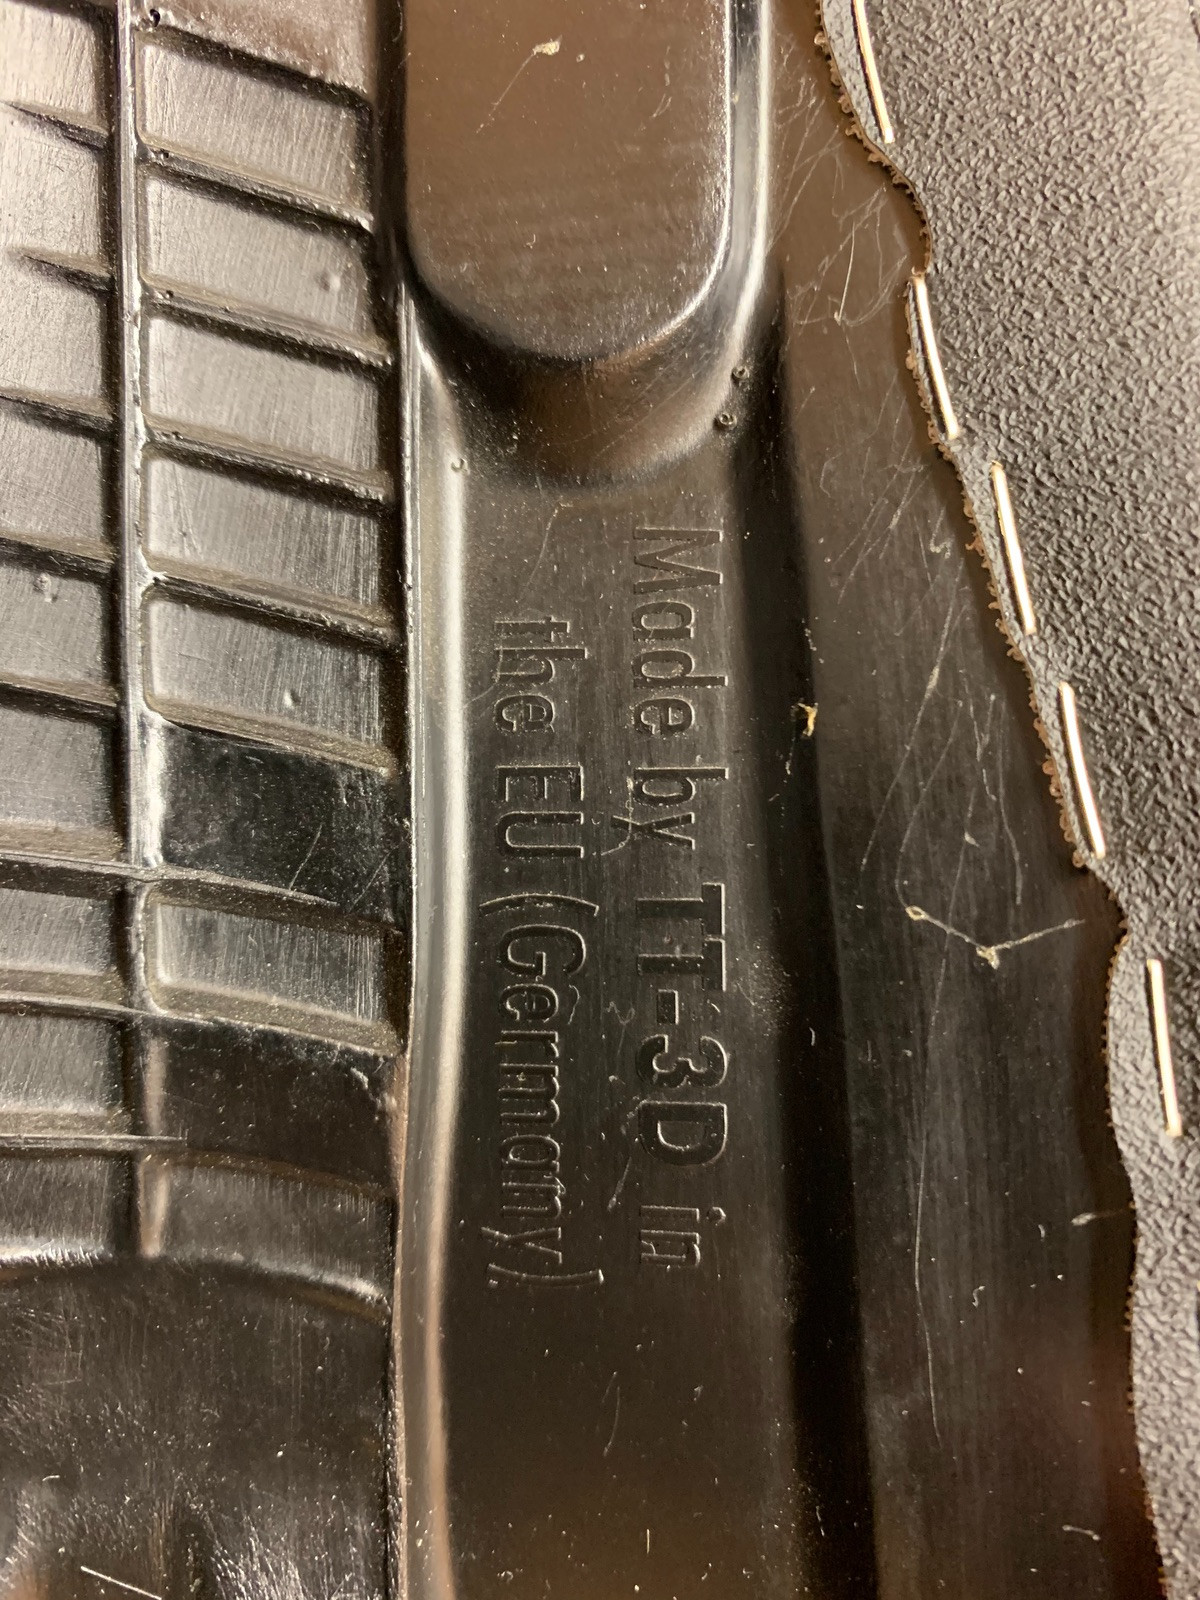 Made by TT-3D in
the EU (Germany).